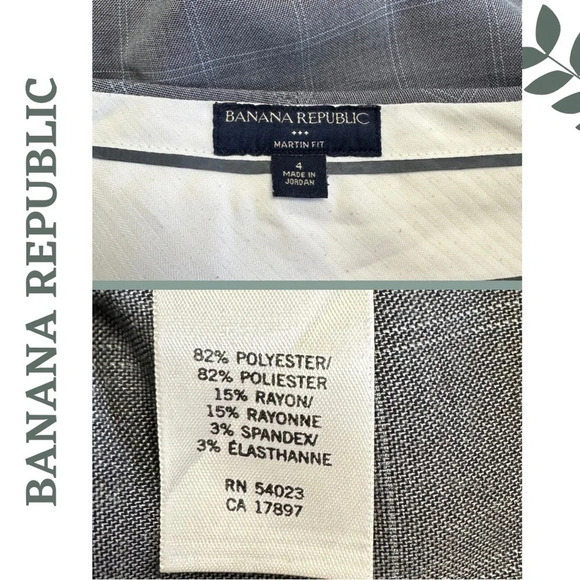 BANANA REPUBLIC
BANANA REPUBLIC
MARTIN FIT
4
MADE IN
JORDAN
82% POLYESTER/
82% POLIESTER
15% RAYON/
15% RAYONNE
3% SPANDEX/
3% ÉLASTHANNE
RN 54023
CA 17897